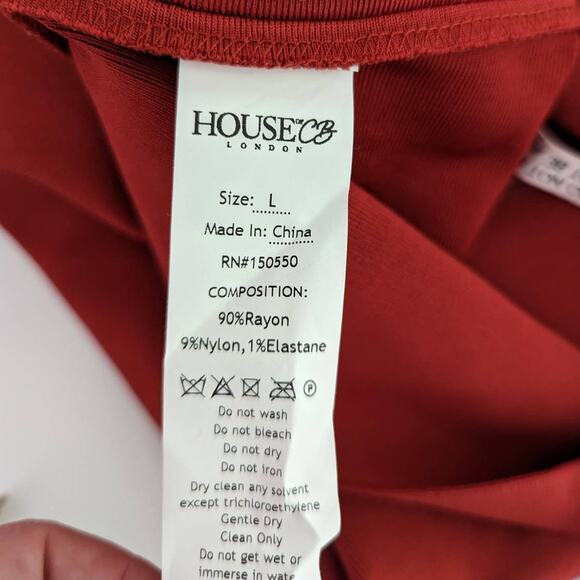 HOUSE OF CB
LONDON
Size: L
Made In: China
RN#150550
COMPOSITION:
90%Rayon
9%Nylon,1%Elastane
P
Do not wash
Do not bleach
Do not dry
Do not iron
Dry clean any solvent
except trichloroethylene
Gentle Dry
Clean Only
Do not get wet or
immerse in wate